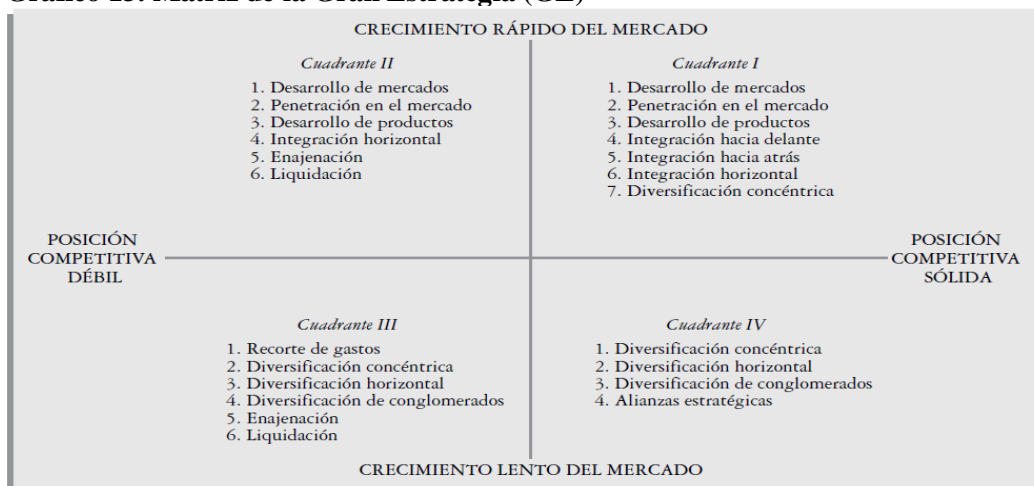 Gráfico 15. Matriz de la Gran Estrategia (GE)
CRECIMIENTO RÁPIDO DEL MERCADO
Cuadrante II
1. Desarrollo de mercados
2. Penetración en el mercado
3. Desarrollo de productos
4. Integración horizontal
5. Enajenación
6. Liquidación
Cuadrante I
1. Desarrollo de mercados
2. Penetración en el mercado
3. Desarrollo de productos
4. Integración hacia delante
5. Integración hacia atrás
6. Integración horizontal
7. Diversificación concéntrica
POSICIÓN
COMPETITIVA
DÉBIL
POSICIÓN
COMPETITIVA
SÓLIDA
Cuadrante III
1. Recorte de gastos
2. Diversificación concéntrica
3. Diversificación horizontal
4. Diversificación de conglomerados
5. Enajenación
6. Liquidación
Cuadrante IV
1. Diversificación concéntrica
2. Diversificación horizontal
3. Diversificación de conglomerados
4. Alianzas estratégicas
CRECIMIENTO LENTO DEL MERCADO